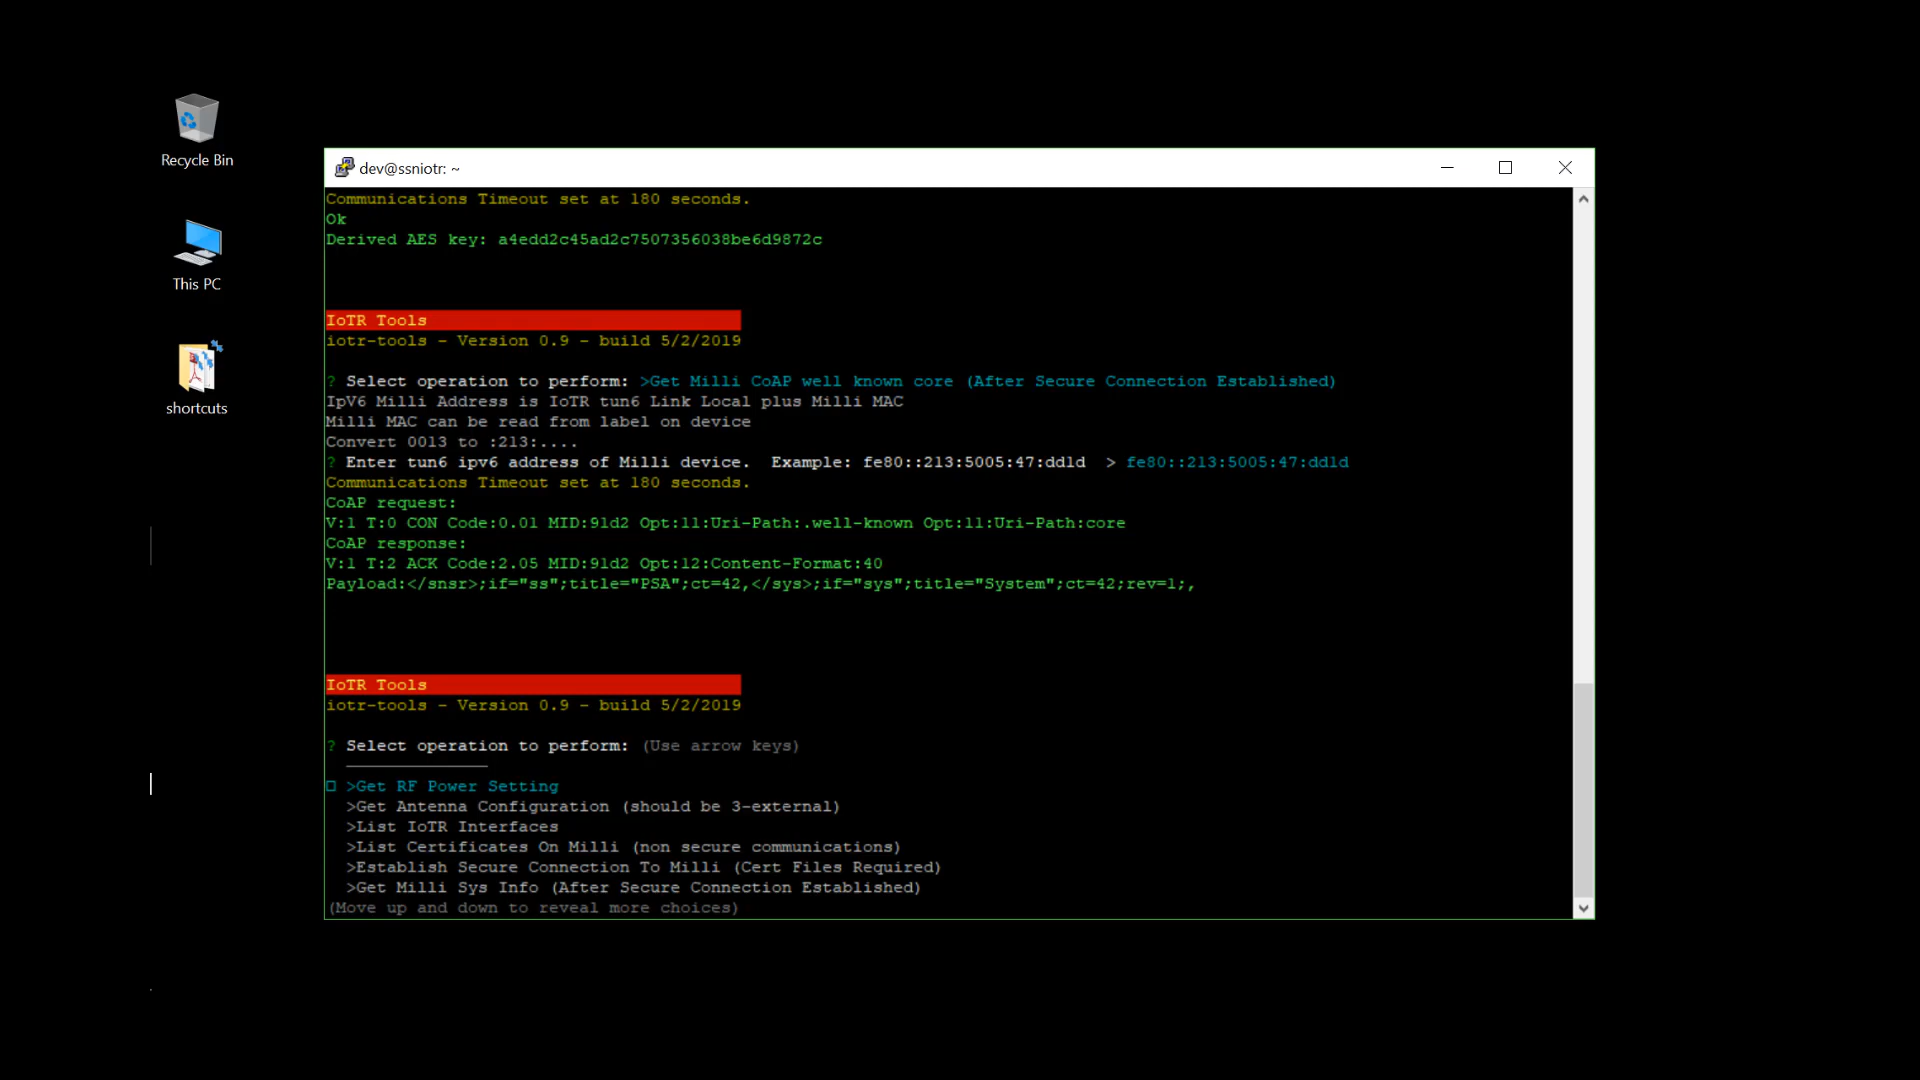 Recycle Bin
This PC
shortcuts
dev@ssniotr: ~
Communications Timeout set at 180 seconds.
Ok
Derived AES key: a4edd2c45ad2c7507356038be6d9872c
IoTR Tools
iotr-tools - Version 0.9 - build 5/2/2019
? Select operation to perform: >Get Milli CoAP well known core (After Secure Connection Established)
IpV6 Milli Address is IoTR tun6 Link Local plus Milli MAC
Milli MAC can be read from label on device
Convert 0013 to :213:....
? Enter tun6 ipv6 address of Milli device.  Example: fe80::213:5005:47:dd1d  > fe80::213:5005:47:dd1d
Communications Timeout set at 180 seconds.
CoAP request:
V:1 T:0 CON Code:0.01 MID:91d2 Opt:11:Uri-Path:.well-known Opt:11:Uri-Path:core
CoAP response:
V:1 T:2 ACK Code:2.05 MID:91d2 Opt:12:Content-Format:40
Payload:</snsr>;if="ss";title="PSA";ct=42,</sys>;if="sys";title="System";ct=42;rev=1;,
IoTR Tools
iotr-tools - Version 0.9 - build 5/2/2019
? Select operation to perform: (Use arrow keys)
>Get RF Power Setting
>Get Antenna Configuration (should be 3-external)
>List IoTR Interfaces
>List Certificates On Milli (non secure communications)
>Establish Secure Connection To Milli (Cert Files Required)
>Get Milli Sys Info (After Secure Connection Established)
(Move up and down to reveal more choices)